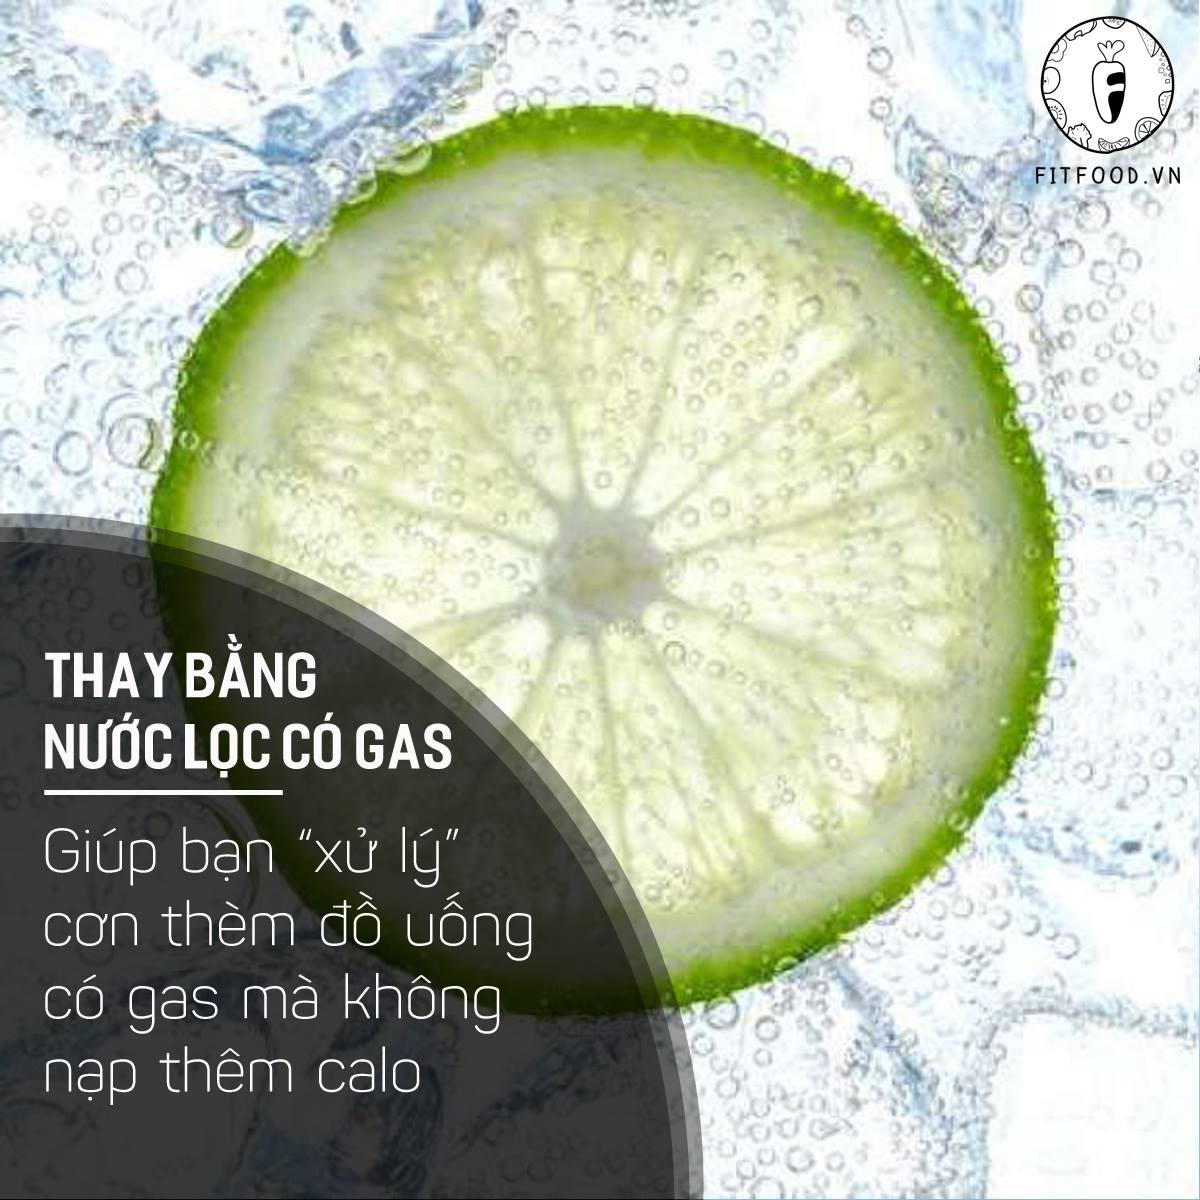 FITFOOD.VN
THAY BẰNG
NƯỚC LỌC CÓ GAS
Giúp bạn “xử lý”
cơn thèm đồ uống
có gas mà không
nạp thêm calo